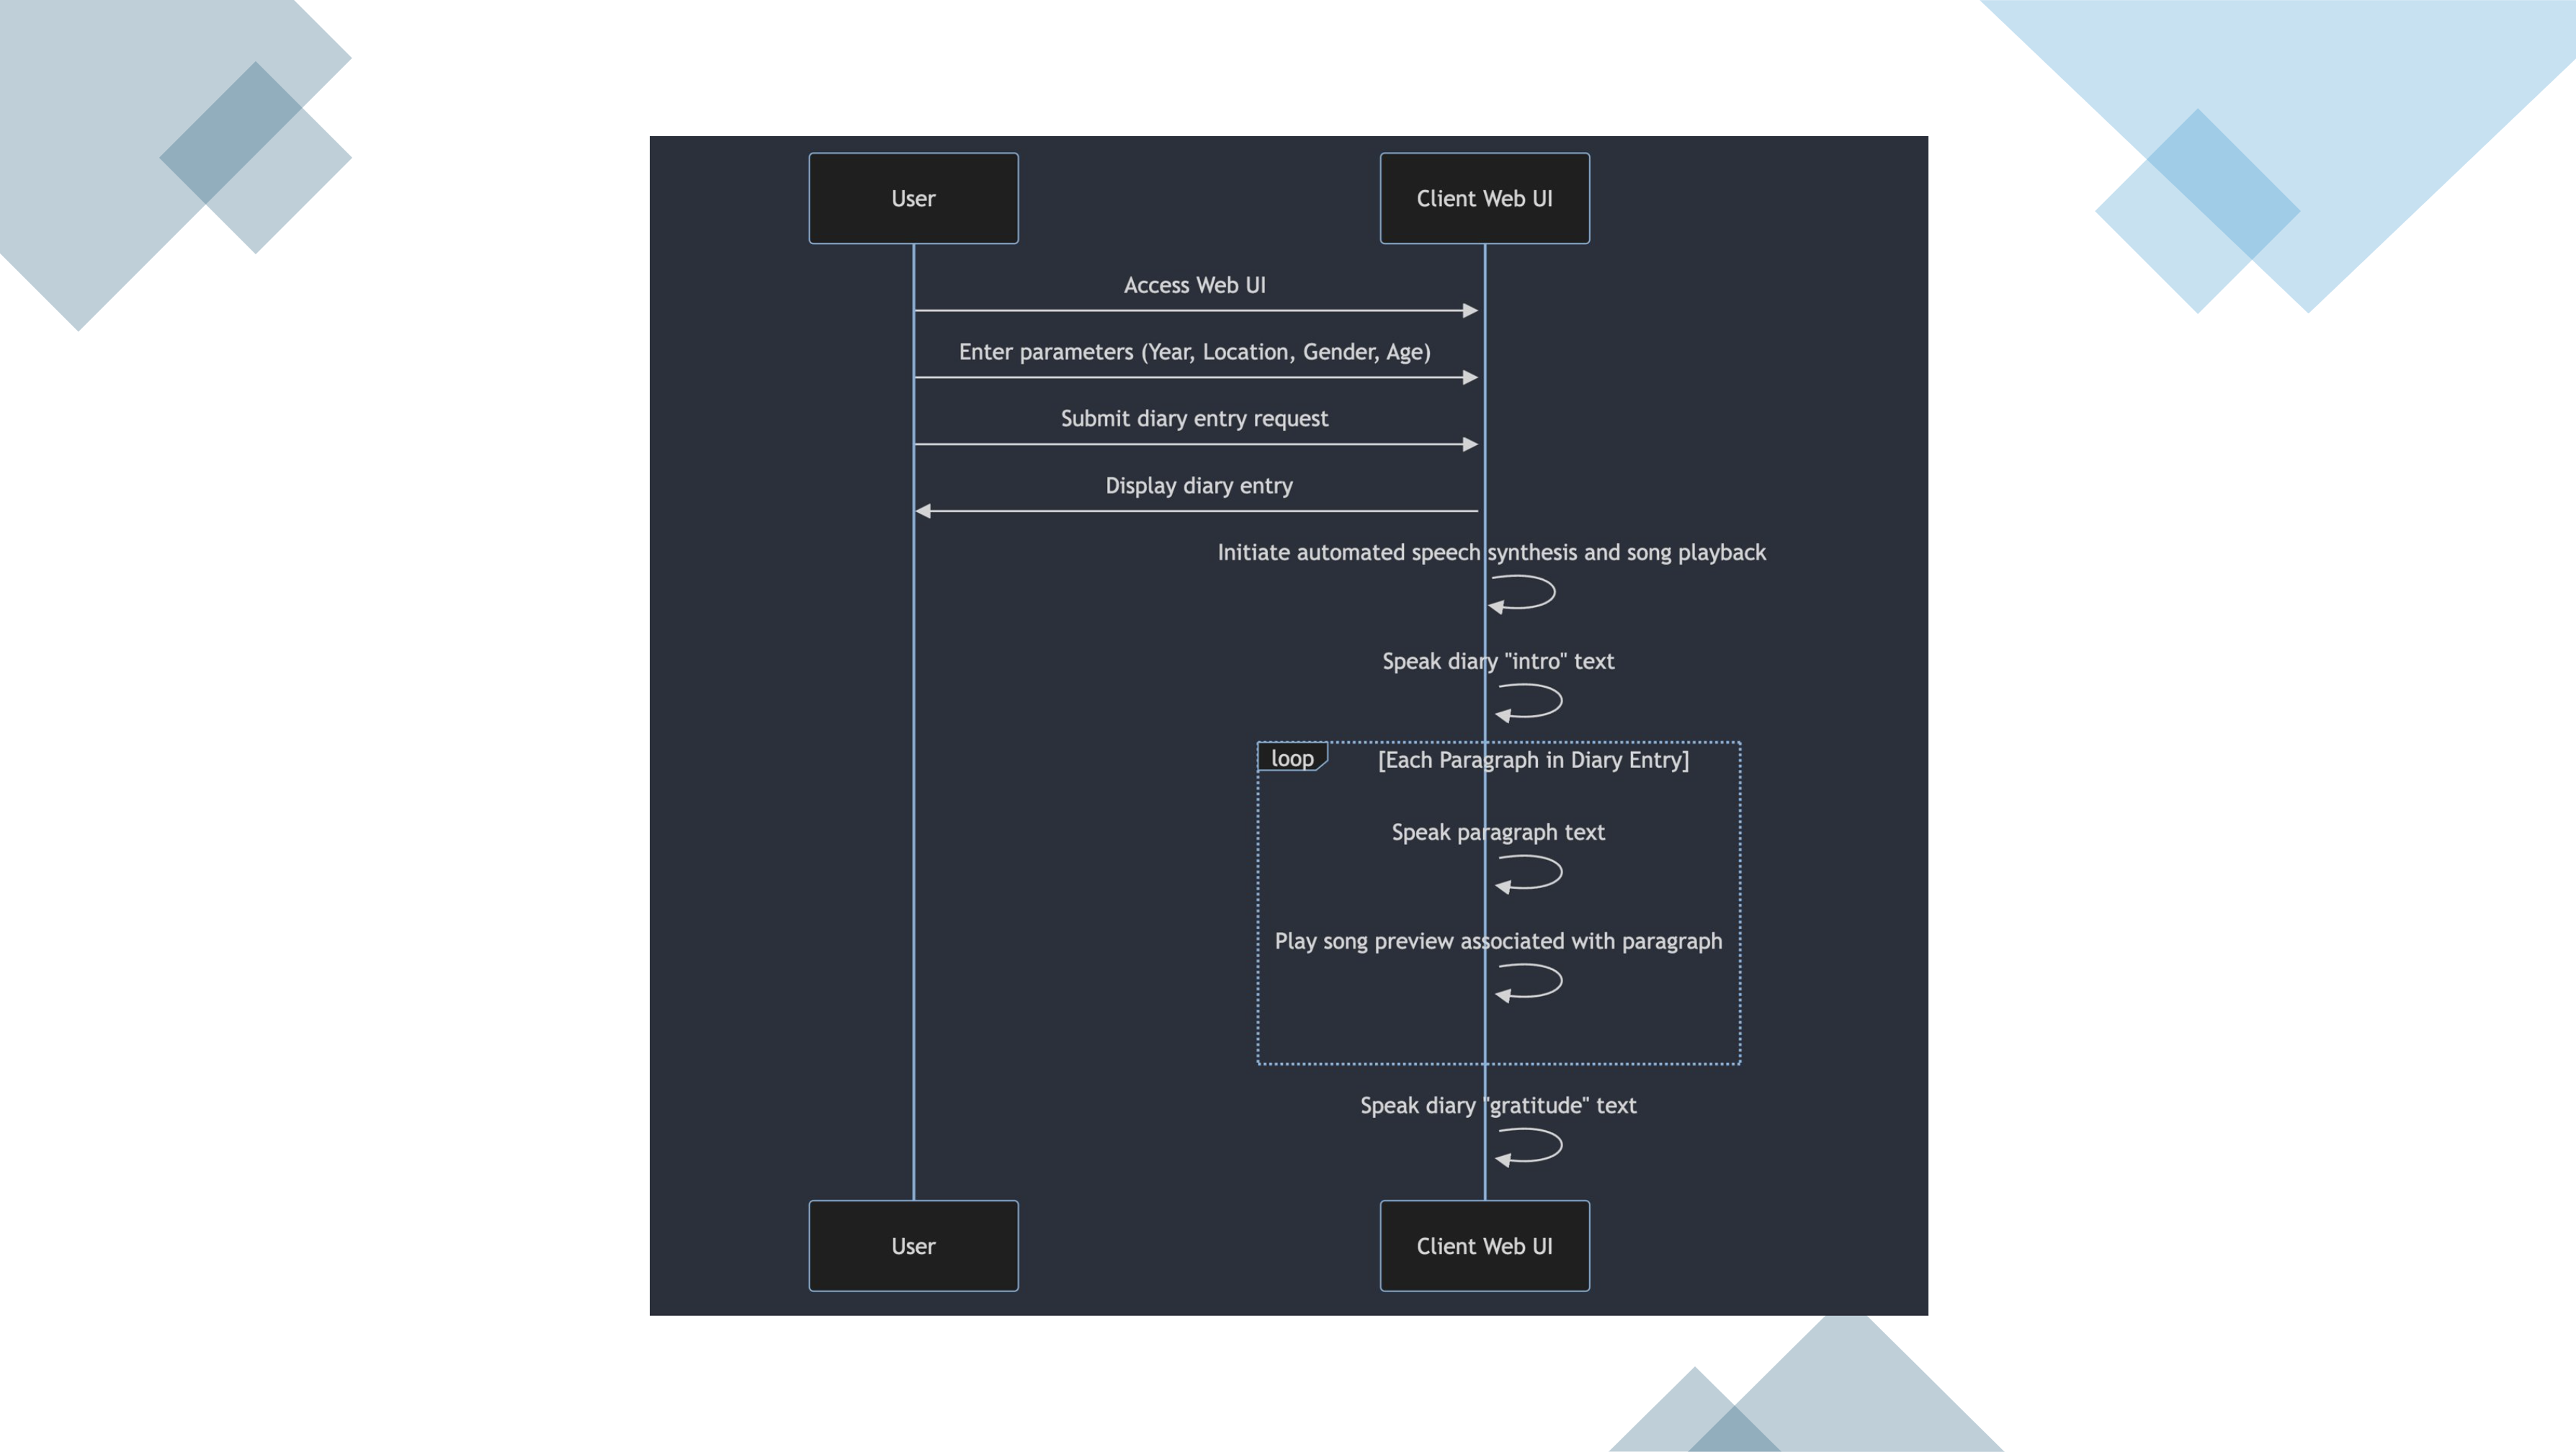 User
Client Web UI
Access Web UI
Enter parameters (Year, Location, Gender, Age)
Submit diary entry request
Display diary entry
Initiate automated speech synthesis and song playback
Speak diary "intro" text
loop
[Each Paragraph in Diary Entry]
Speak paragraph text
Play song preview associated with paragraph
Speak diary "gratitude" text
User
Client Web UI